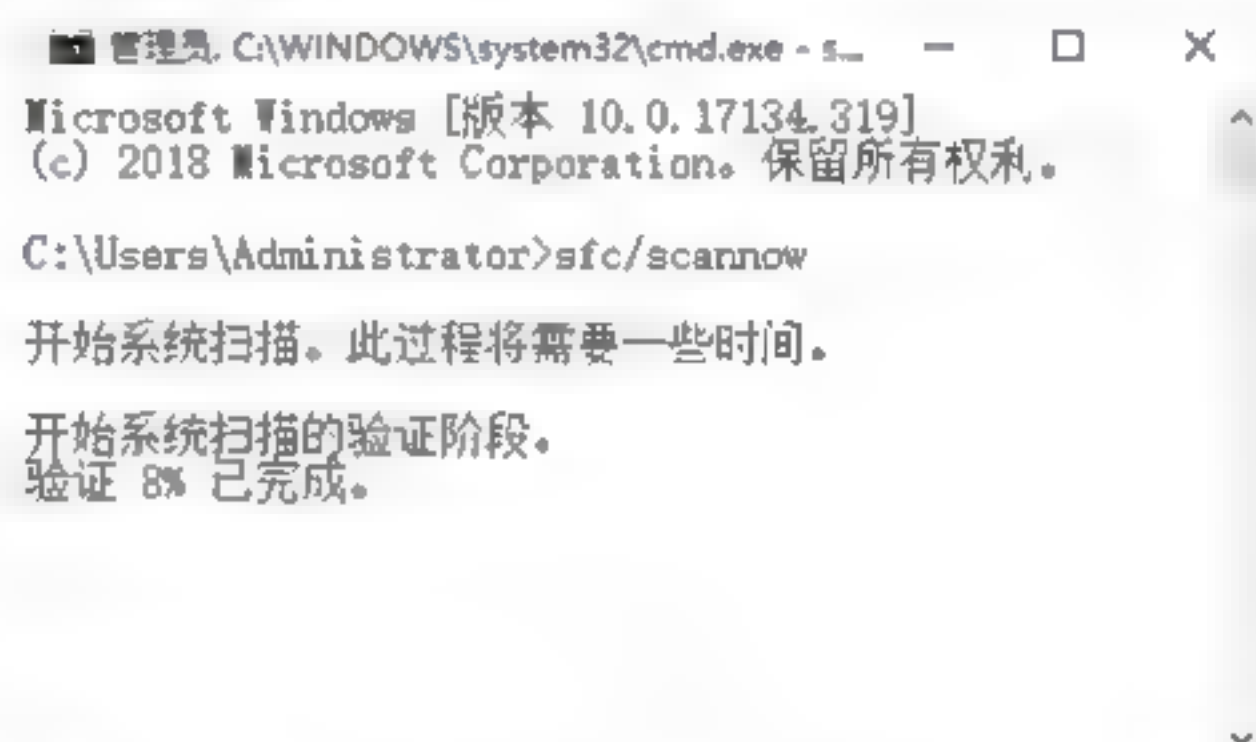 管理员: C:\WINDOWS\system32\cmd.exe - s...
Microsoft Windows [版本 10.0.17134.319]
(c) 2018 Microsoft Corporation。保留所有权利。
C:\Users\Administrator>sfc/scannow
开始系统扫描。此过程将需要一些时间。
开始系统扫描的验证阶段。
验证 8% 已完成。